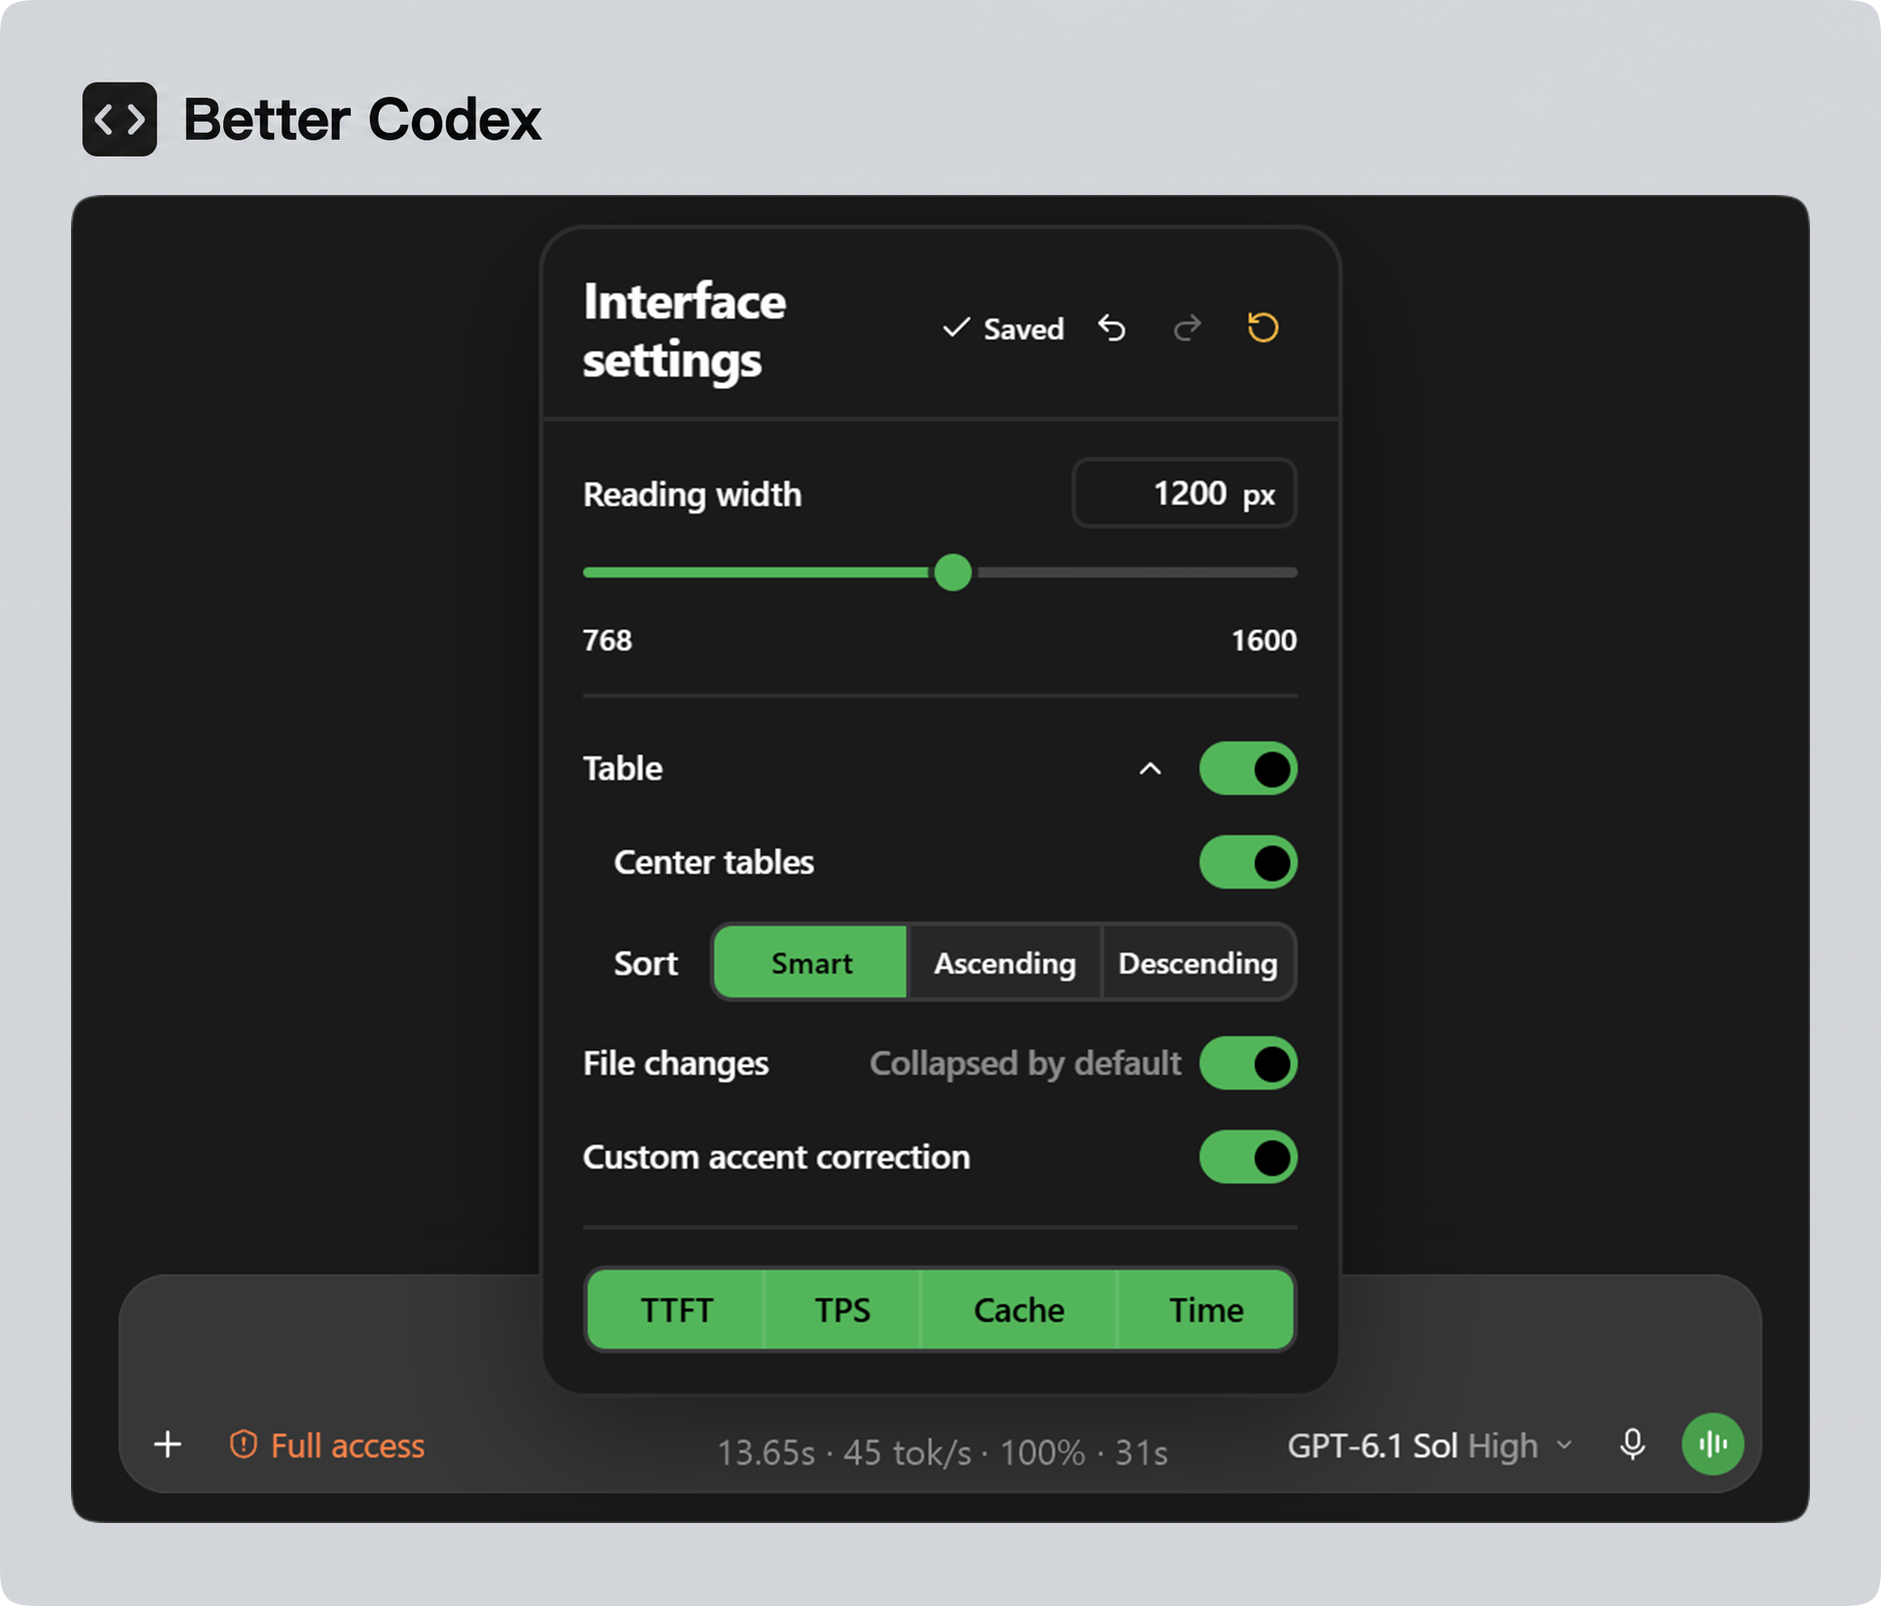 Better Codex
Interface
settings
Saved
Reading width
1200 px
768
1600
Table
Center tables
Sort
Smart
Ascending
Descending
File changes
Collapsed by default
Custom accent correction
TTFT
TPS
Cache
Time
Full access
13.65s · 45 tok/s · 100% · 31s
GPT-6.1 Sol High